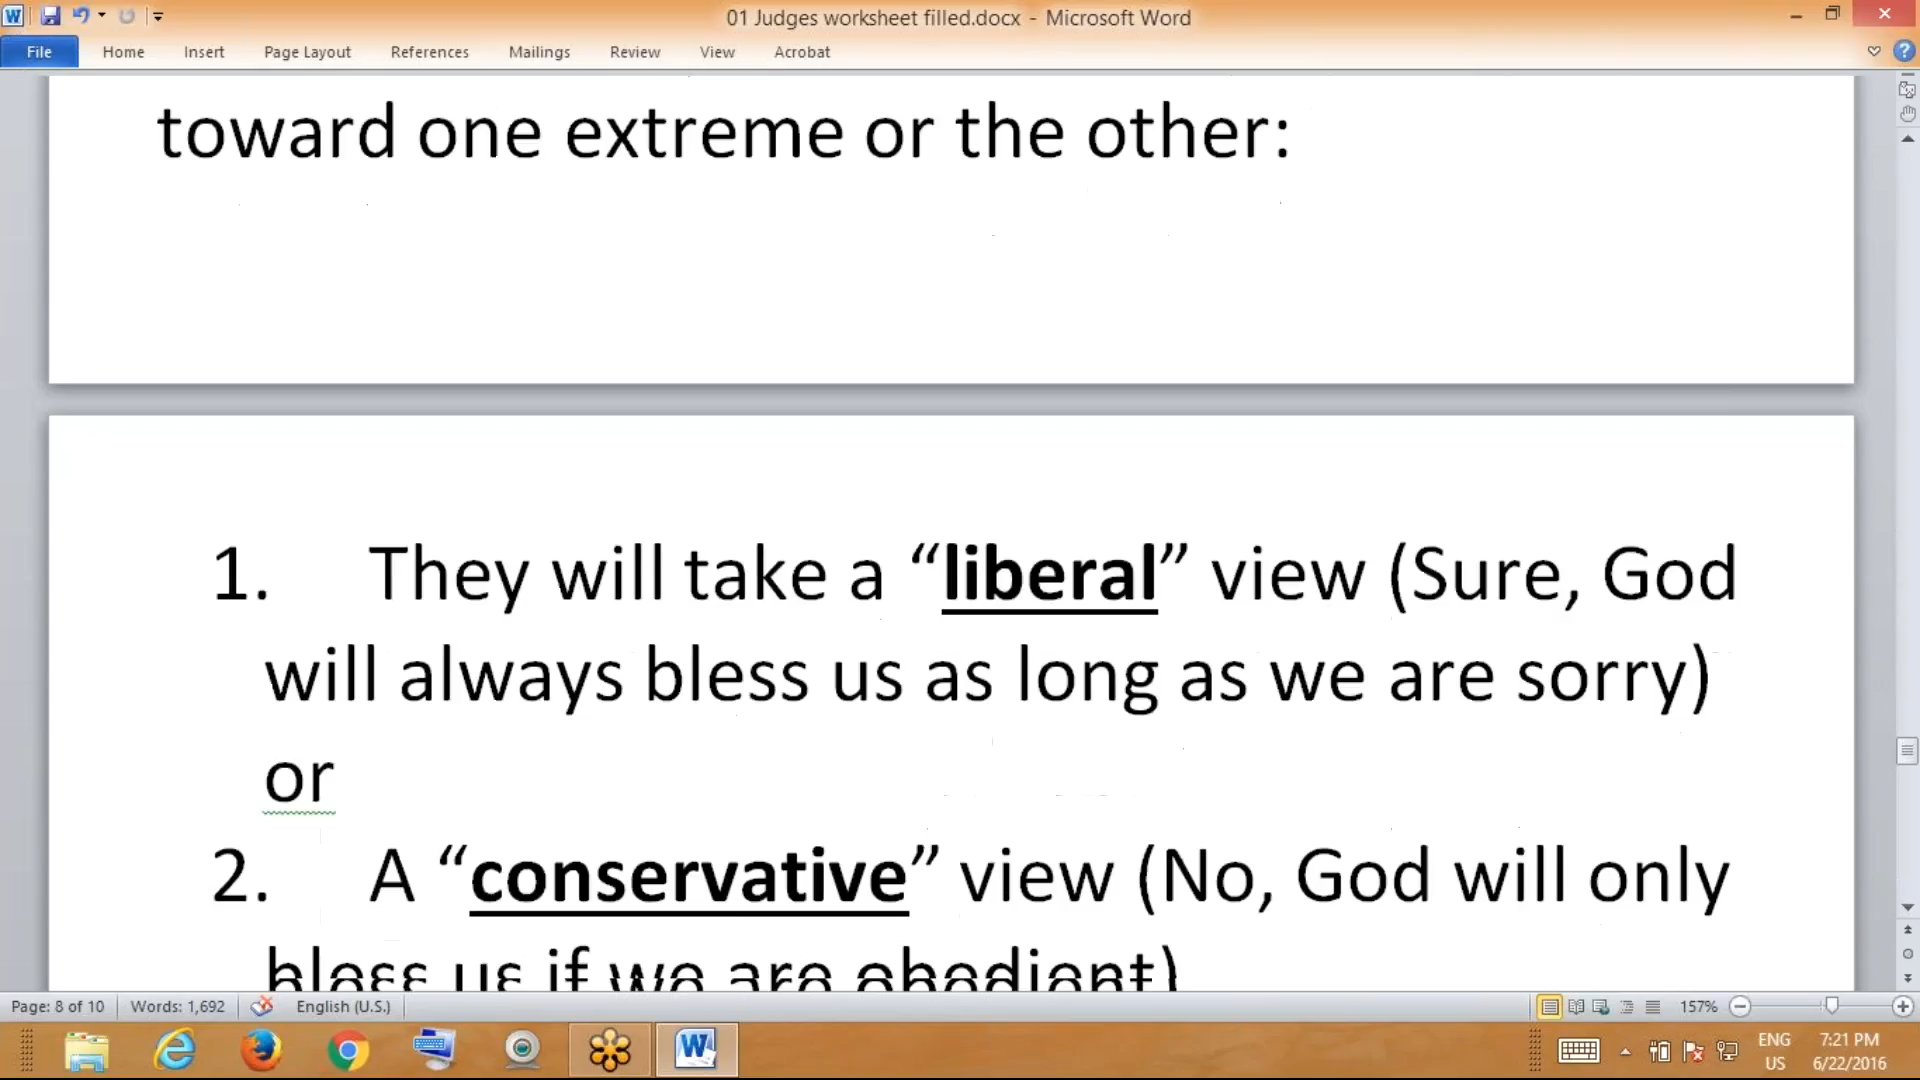 01 Judges worksheet filled.docx - Microsoft Word
File Home Insert Page Layout References Mailings Review View Acrobat
toward one extreme or the other:
1. They will take a “liberal” view (Sure, God
will always bless us as long as we are sorry)
or
2. A “conservative” view (No, God will only
bless us if we are obedient)
Page: 8 of 10 Words: 1,692 English (U.S.) 157%
ENG 7:21 PM
US 6/22/2016